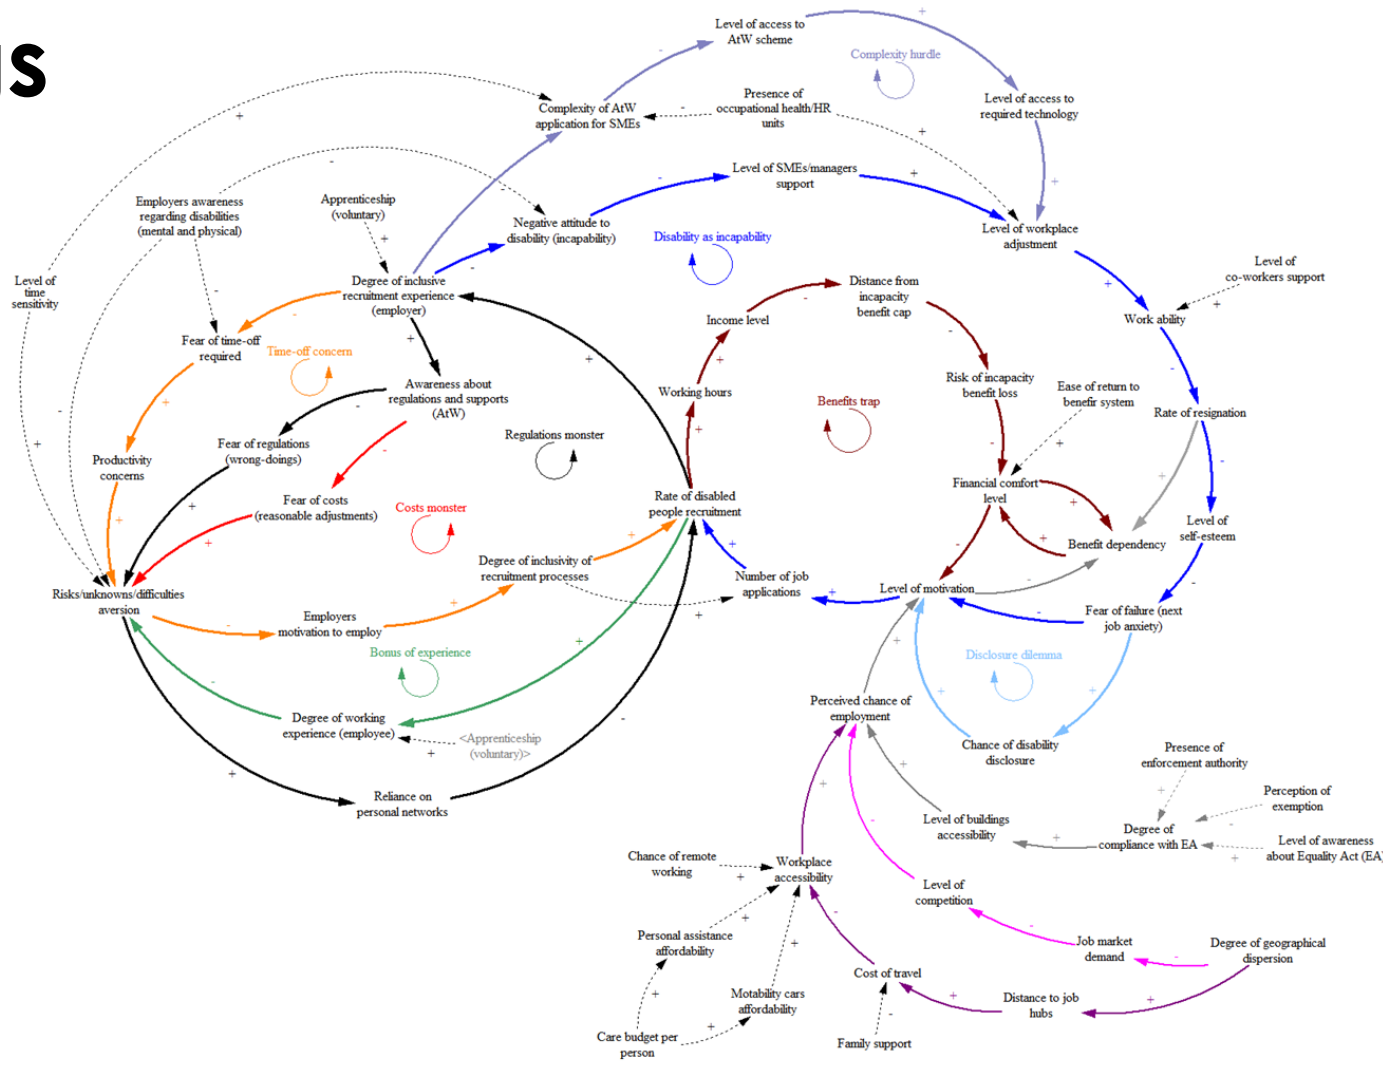 Level of access to
AtW scheme
Complexity hurdle
Complexity of AtW
application for SMEs
Presence of
occupational health/HR
units
Level of access to
required technology
Level of SMEs/managers
support
Employers awareness
regarding disabilities
(mental and physical)
Apprenticeship
(voluntary)
Negative attitude to
disability (incapability)
Disability as incapability
Level of workplace
adjustment
Level of
co-workers support
Level of
time
sensitivity
Degree of inclusive
recruitment experience
(employer)
Distance from
incapacity
benefit cap
Income level
Work ability
Fear of time-off
required
Time-off concern
Awareness about
regulations and supports
(AtW)
Working hours
Risk of incapacity
benefit loss
Ease of return to
benefir system
Benefits trap
Rate of resignation
Fear of regulations
(wrong-doings)
Regulations monster
Productivity
concerns
Fear of costs
(reasonable adjustments)
Costs monster
Rate of disabled
people recruitment
Financial comfort
level
Level of
self-esteem
Benefit dependency
Degree of inclusivity of
recruitment processes
Number of job
applications
Level of motivation
Risks/unknowns/difficulties
aversion
Employers
motivation to employ
Fear of failure (next
job anxiety)
Bonus of experience
Disclosure dilemma
Perceived chance of
employment
Degree of working
experience (employee)
<Apprenticeship
(voluntary)>
Chance of disability
disclosure
Presence of
enforcement authority
Reliance on
personal networks
Perception of
exemption
Level of buildings
accessibility
Degree of
compliance with EA
Level of awareness
about Equality Act (EA)
Chance of remote
working
Workplace
accessibility
Level of
competition
Personal assistance
affordability
Job market
demand
Degree of geographical
dispersion
Cost of travel
Motability cars
affordability
Distance to job
hubs
Care budget per
person
Family support